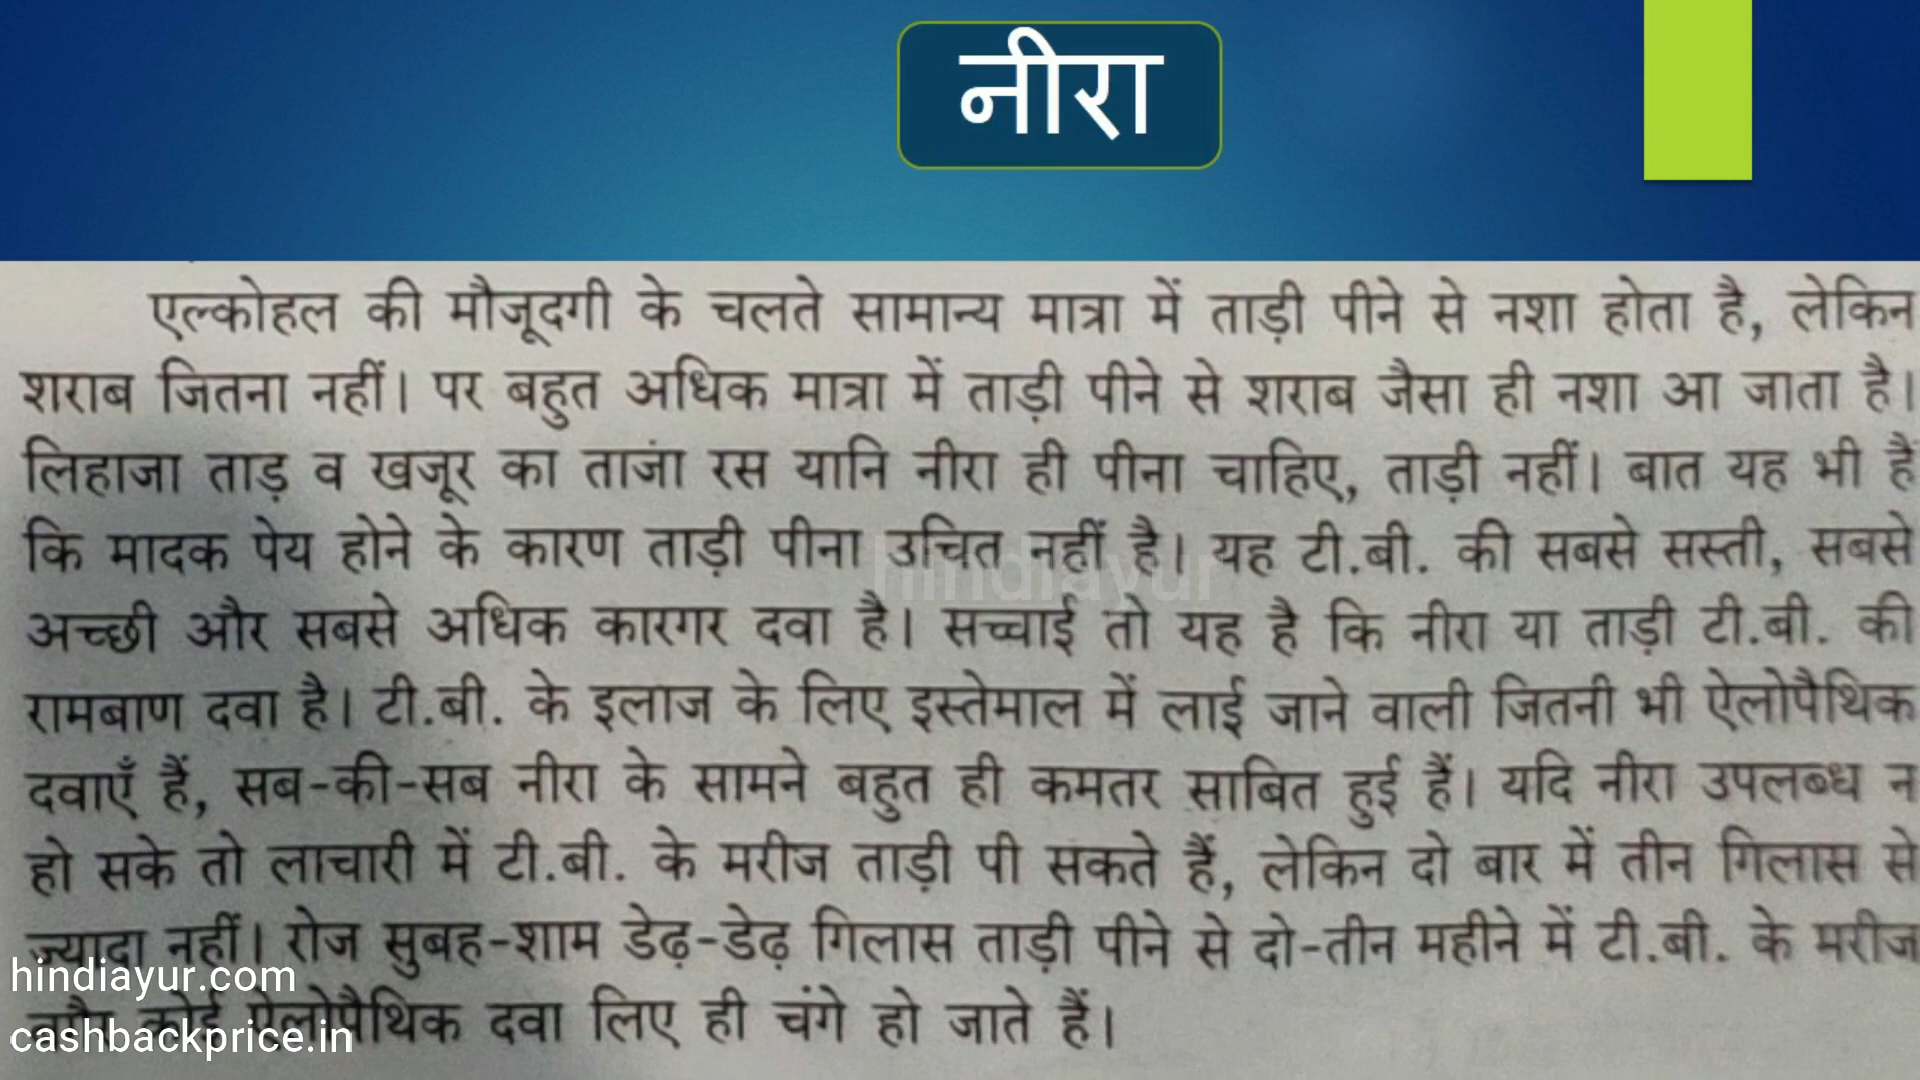 नीरा
एल्कोहल की मौजूदगी के चलते सामान्य मात्रा में ताड़ी पीने से नशा होता है, लेकिन
शराब जितना नहीं। पर बहुत अधिक मात्रा में ताड़ी पीने से शराब जैसा ही नशा आ जाता है।
लिहाजा ताड़ व खजूर का ताजां रस यानि नीरा ही पीना चाहिए, ताड़ी नहीं। बात यह भी है
कि मादक पेय होने के कारण ताड़ी पीना उचित नहीं है। यह टी.बी. की सबसे सस्ती, सबसे
hindiayur
अच्छी और सबसे अधिक कारगर दवा है। सच्चाई तो यह है कि नीरा या ताड़ी टी.बी. की
रामबाण दवा है। टी.बी. के इलाज के लिए इस्तेमाल में लाई जाने वाली जितनी भी ऐलोपैथिक
दवाएँ हैं, सब-की-सब नीरा के सामने बहुत ही कमतर साबित हुई हैं। यदि नीरा उपलब्ध न
हो सके तो लाचारी में टी.बी. के मरीज ताड़ी पी सकते हैं, लेकिन दो बार में तीन गिलास से
ज्यादा नहीं। रोज सुबह-शाम डेढ़-डेढ़ गिलास ताड़ी पीने से दो-तीन महीने में टी.बी. के मरीज
hindiayur.com
कोई ऐलोपैथिक दवा लिए ही चंगे हो जाते हैं।
cashbackprice.in